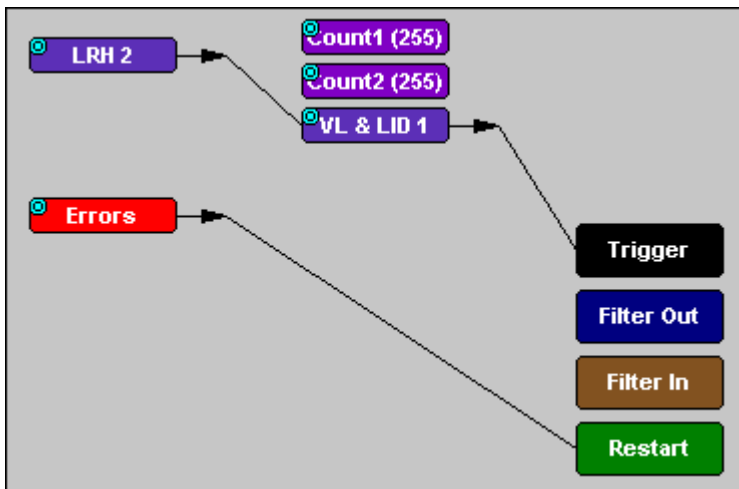 LRH 2
Count1 (255)
Count2 (255)
VL & LID 1
Errors
Trigger
Filter Out
Filter In
Restart